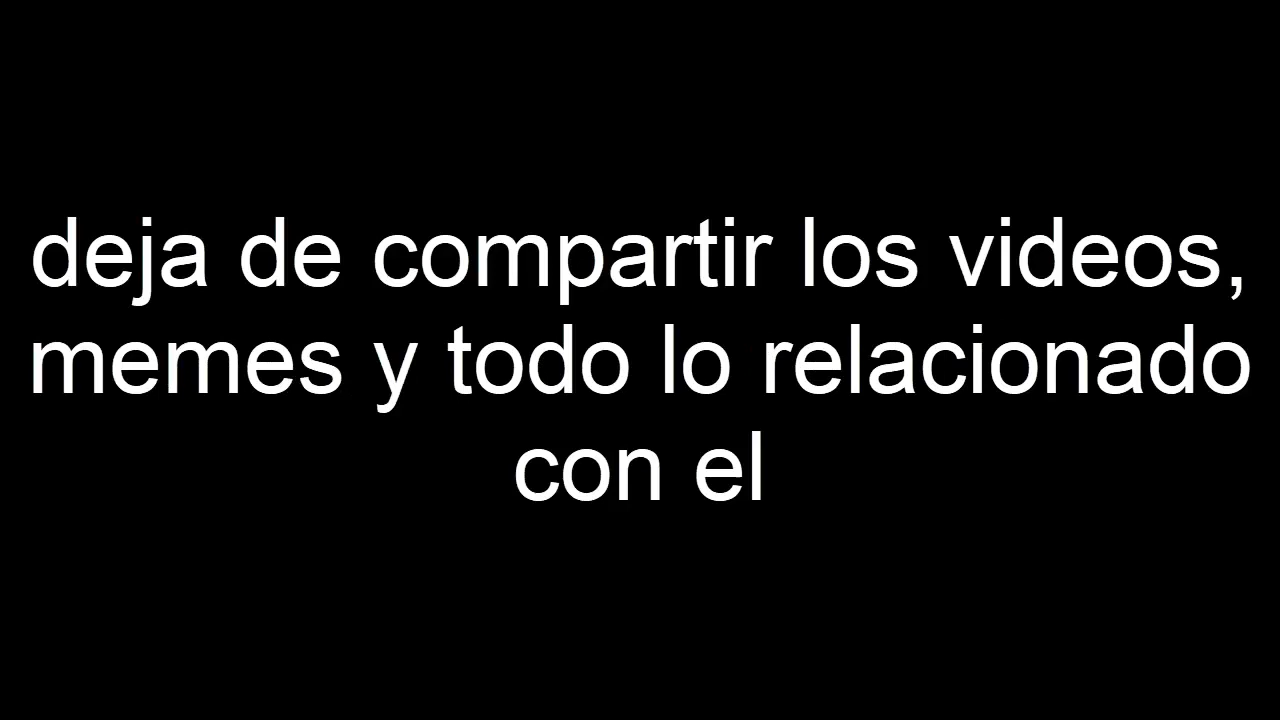 deja de compartir los videos,
memes y todo lo relacionado
con el